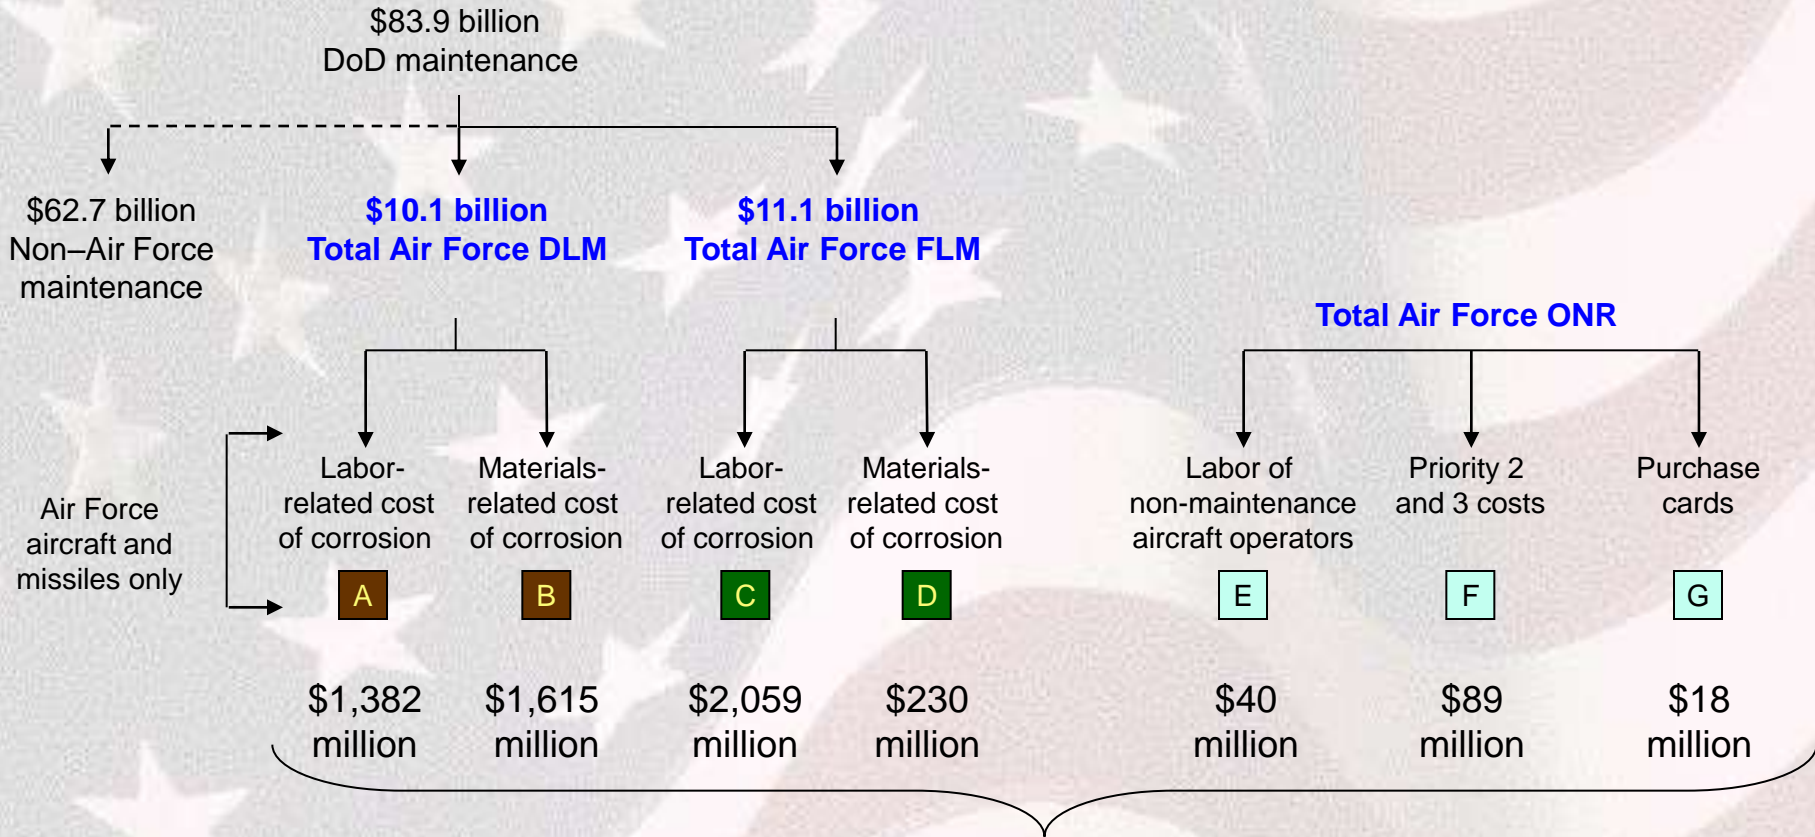 $83.9 billion
DoD maintenance
$62.7 billion
Non–Air Force
maintenance
$10.1 billion
Total Air Force DLM
$11.1 billion
Total Air Force FLM
Total Air Force ONR
Air Force
aircraft and
missiles only
Labor-
related cost
of corrosion
A
$1,382
million
Materials-
related cost
of corrosion
B
$1,615
million
Labor-
related cost
of corrosion
C
$2,059
million
Materials-
related cost
of corrosion
D
$230
million
Labor of
non-maintenance
aircraft operators
E
$40
million
Priority 2
and 3 costs
F
$89
million
Purchase
cards
G
$18
million